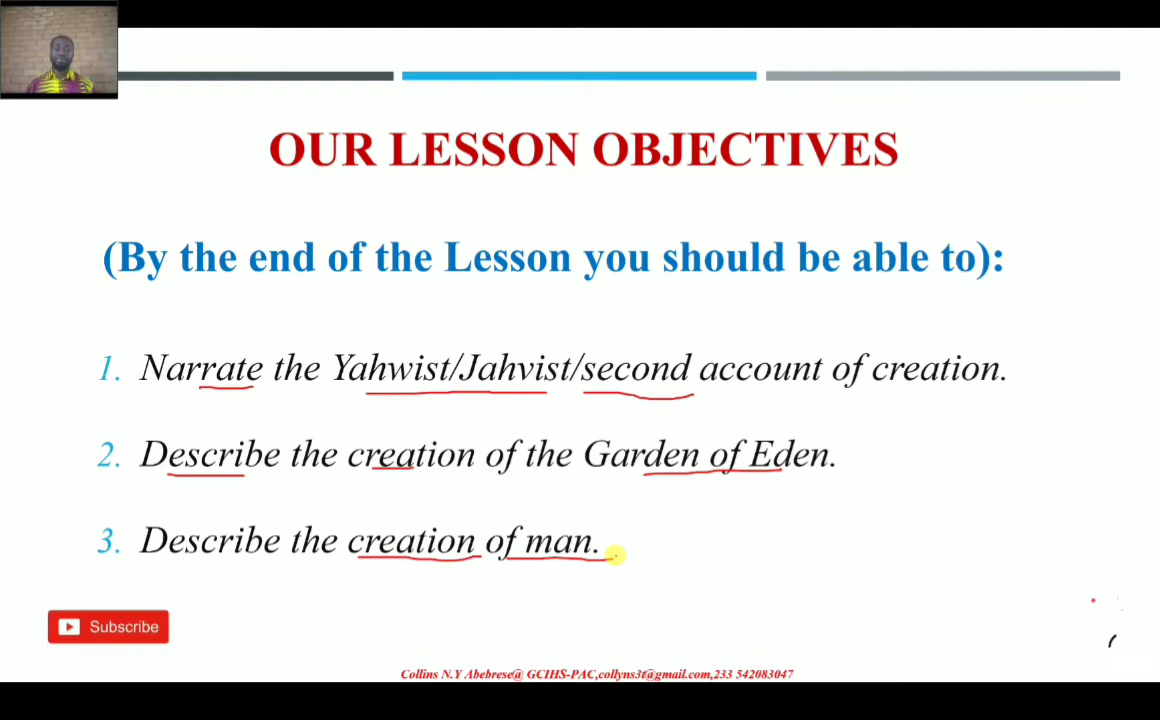 OUR LESSON OBJECTIVES
(By the end of the Lesson you should be able to):
1. Narrate the Yahwist/Jahvist/second account of creation.
2. Describe the creation of the Garden of Eden.
3. Describe the creation of man.
Subscribe
Collins N.Y Abebrese@ GCIHS-PAC,collyns3t@gmail.com,233 542083047